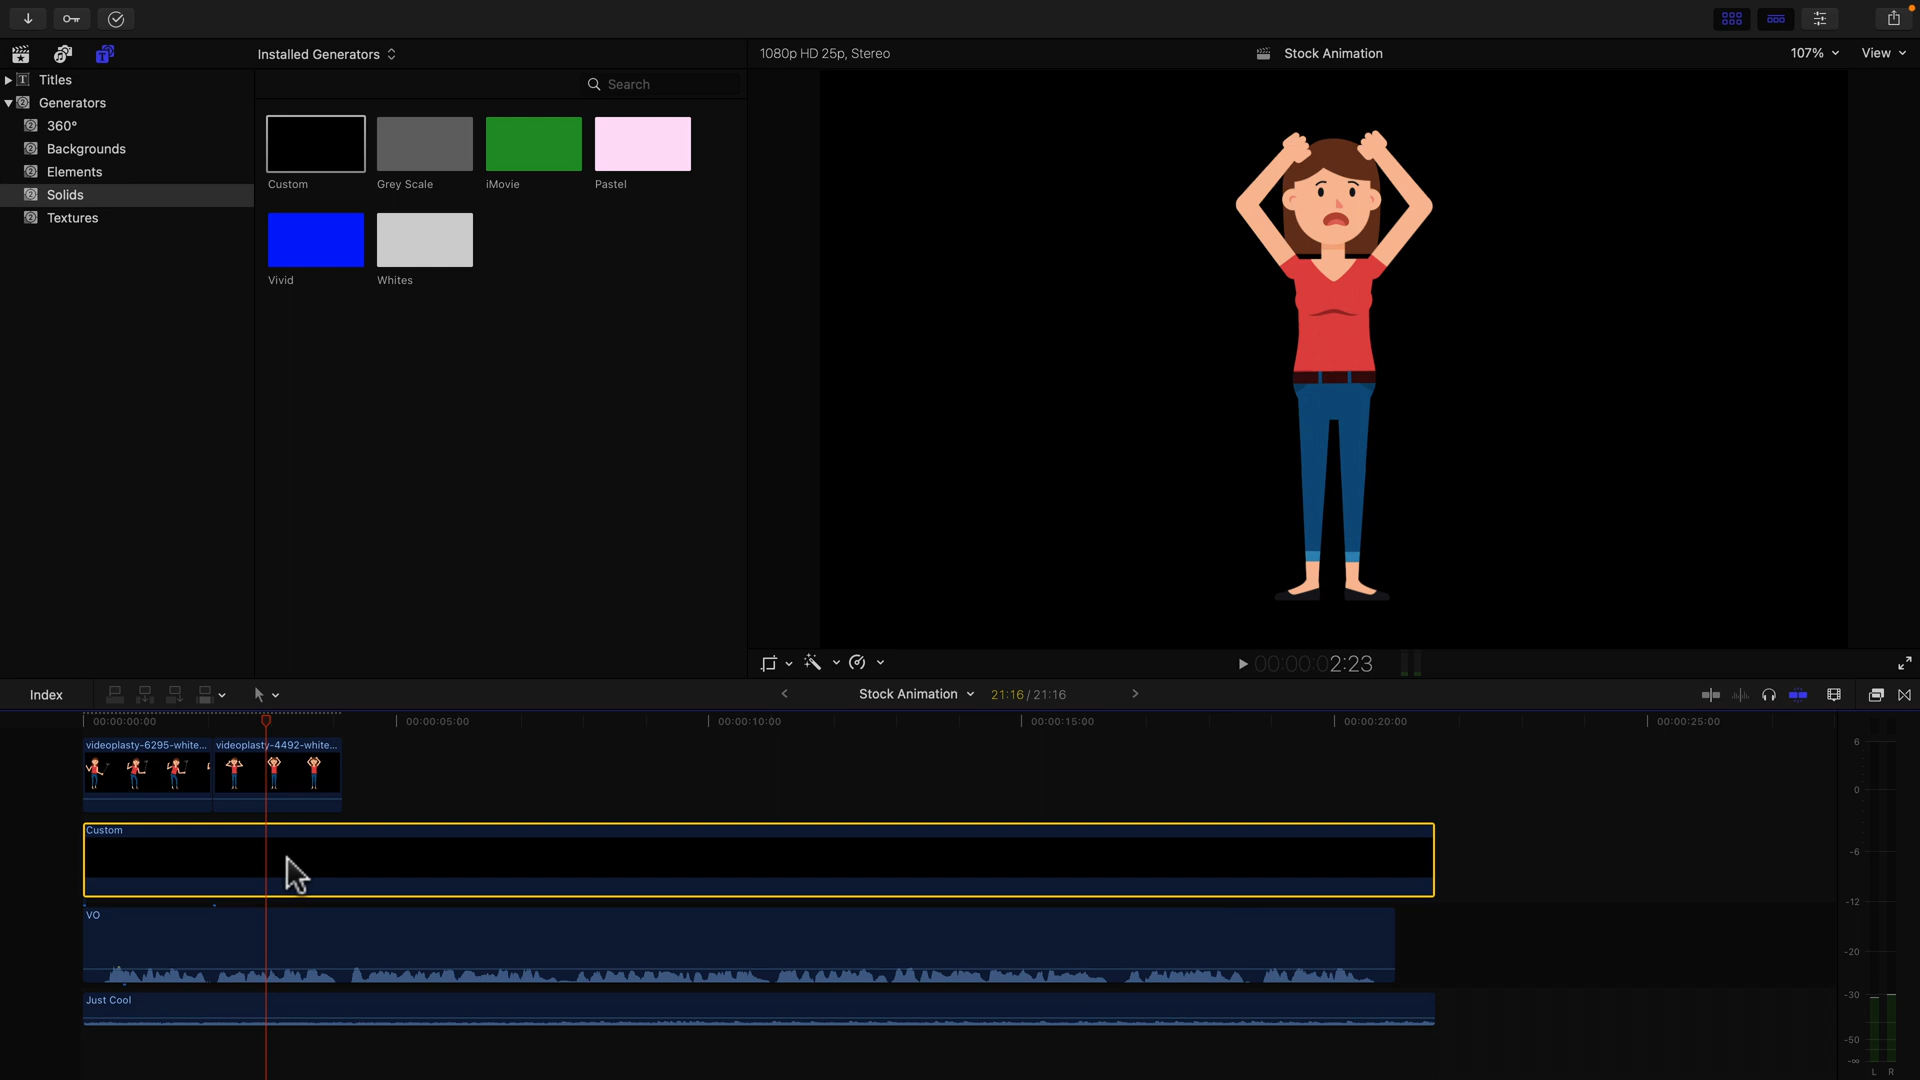 Installed Generators
1080p HD 25p, Stereo
Stock Animation
107%
View
Titles
Generators
360°
Backgrounds
Elements
Solids
Textures
Search
Custom
Grey Scale
iMovie
Pastel
Vivid
Whites
00:00:02:23
Index
Stock Animation
21:16 / 21:16
00:00:00:00
00:00:05:00
00:00:10:00
00:00:15:00
00:00:20:00
00:00:25:00
videoplasty-6295-white...
videoplasty-4492-white...
Custom
VO
Just Cool
6
0
-6
-12
-20
-30
-50
-∞
L R